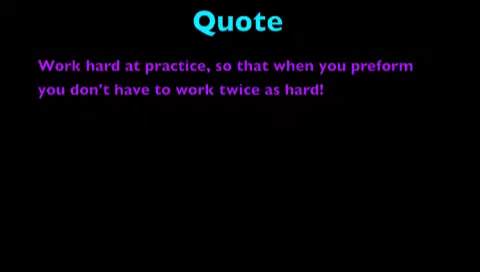 Quote
Work hard at practice, so that when you preform
you don't have to work twice as hard!